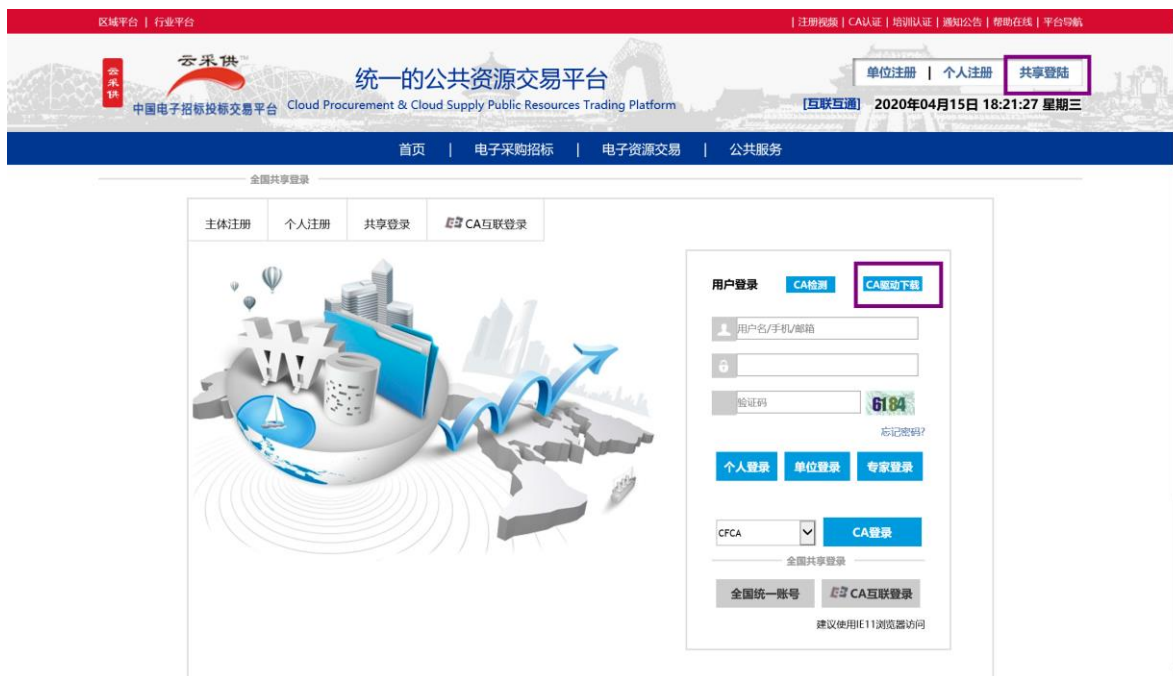 区域平台 | 行业平台
| 注册视频 | CA认证 | 培训认证 | 通知公告 | 帮助在线 | 平台导航
云采供
云采供™
中国电子招标投标交易平台
统一的公共资源交易平台
Cloud Procurement & Cloud Supply Public Resources Trading Platform
单位注册 | 个人注册 共享登陆
[互联互通] 2020年04月15日 18:21:27 星期三
首页 | 电子采购招标 | 电子资源交易 | 公共服务
全国共享登录
主体注册 个人注册 共享登录 CA互联登录
用户登录 CA检测 CA驱动下载
用户名/手机/邮箱
验证码 6184
忘记密码?
个人登录 单位登录 专家登录
CFCA CA登录
全国共享登录
全国统一账号 CA互联登录
建议使用IE11浏览器访问